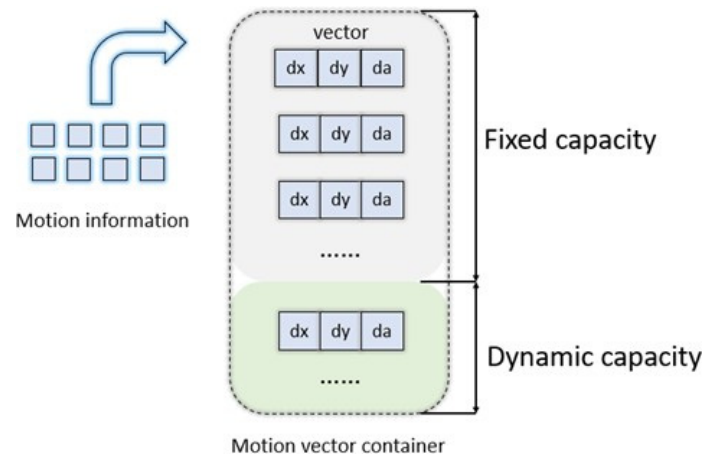 vector
dx dy da
dx dy da
Fixed capacity
dx dy da
Motion information
......
dx dy da
Dynamic capacity
......
Motion vector container